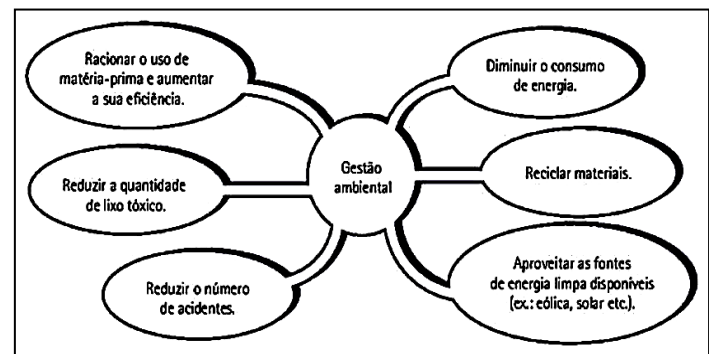 Racionar o uso de
matéria-prima e aumentar
a sua eficiência.
Diminuir o consumo
de energia.
Gestão
ambiental
Reduzir a quantidade
de lixo tóxico.
Reciclar materiais.
Reduzir o número
de acidentes.
Aproveitar as fontes
de energia limpa disponíveis
(ex.: eólica, solar etc.).